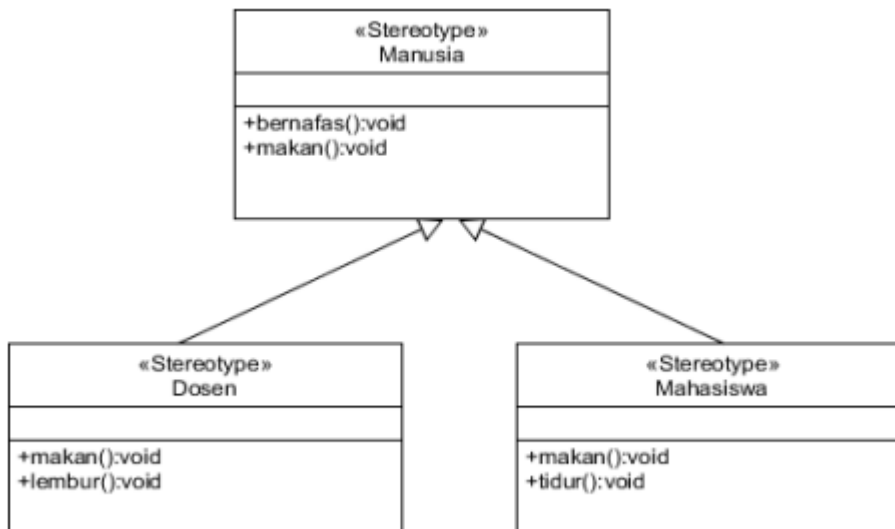 «Stereotype»
Manusia
+bernafas():void
+makan():void
«Stereotype»
Dosen
+makan():void
+lembur():void
«Stereotype»
Mahasiswa
+makan():void
+tidur():void